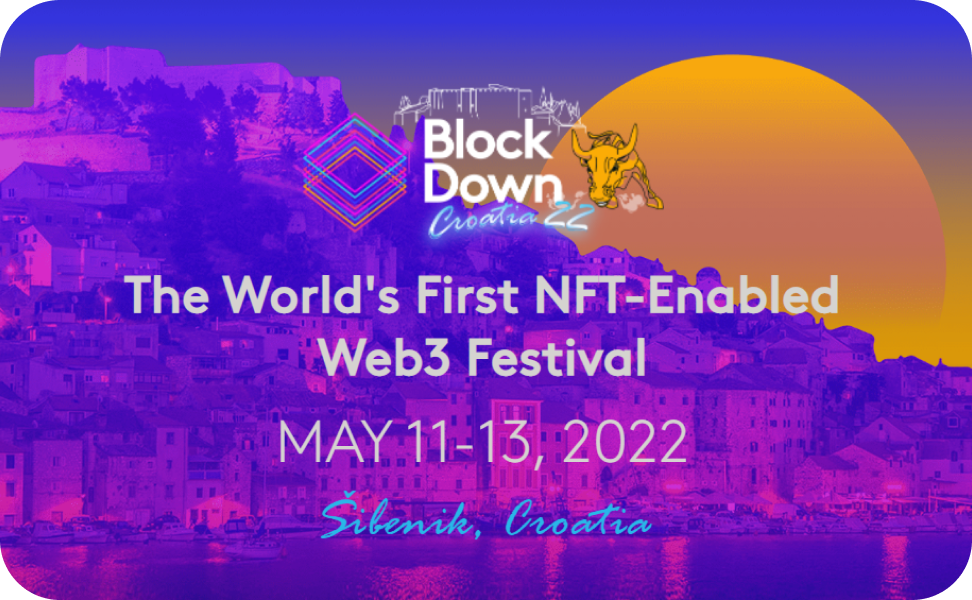 Block
Down
Croatia 22
The World's First NFT-Enabled
Web3 Festival
MAY 11-13, 2022
Šibenik, Croatia